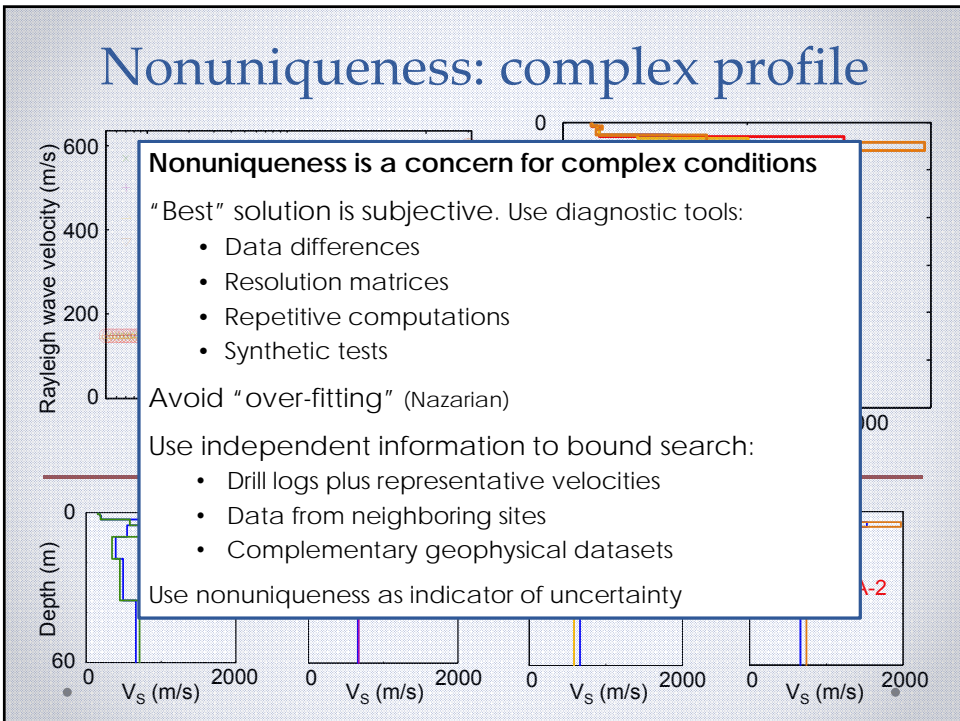 Nonuniqueness: complex profile
Rayleigh wave velocity (m/s)
600
400
200
0
0
Nonuniqueness is a concern for complex conditions
“Best” solution is subjective. Use diagnostic tools:
• Data differences
• Resolution matrices
• Repetitive computations
• Synthetic tests
Avoid “over-fitting” (Nazarian)
Use independent information to bound search:
• Drill logs plus representative velocities
• Data from neighboring sites
• Complementary geophysical datasets
Use nonuniqueness as indicator of uncertainty
Depth (m)
0
60
0 2000
VS (m/s)
0 2000
VS (m/s)
0 2000
VS (m/s)
0 2000
VS (m/s)